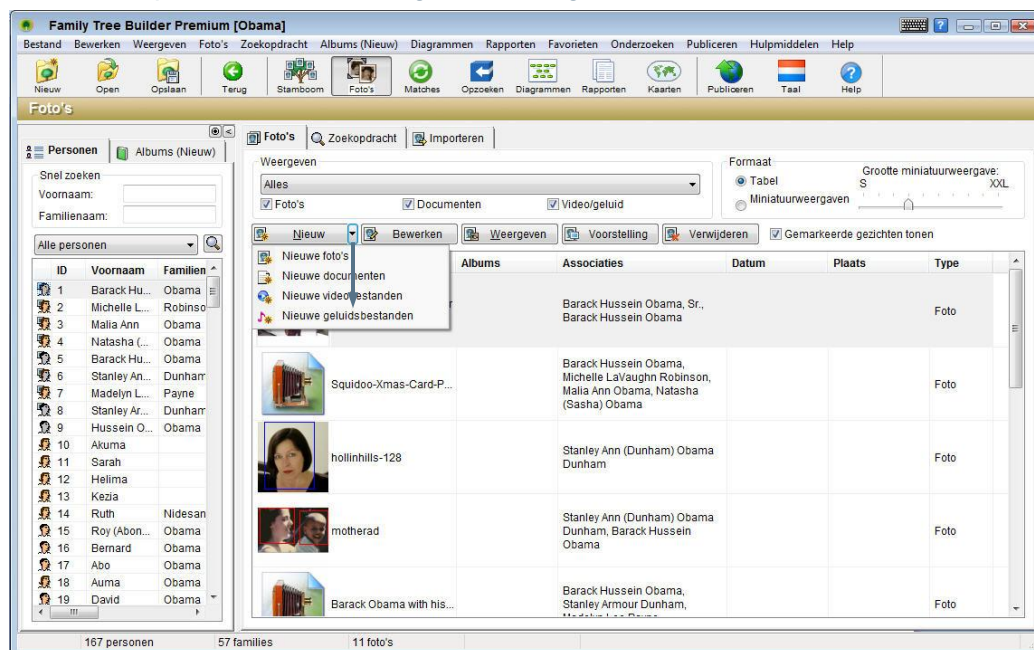 Family Tree Builder Premium [Obama]
Bestand Bewerken Weergeven Foto's Zoekopdracht Albums (Nieuw) Diagrammen Rapporten Favorieten Onderzoeken Publiceren Hulpmiddelen Help
Nieuw Open Opslaan Terug Stamboom Foto's Matches Opzoeken Diagrammen Rapporten Kaarten Publiceren Taal Help
Foto's
Personen Albums (Nieuw)
Snel zoeken
Voornaam:
Familienaam:
Alle personen
ID Voornaam Familien
1 Barack Hu... Obama
2 Michelle L... Robinso
3 Malia Ann Obama
4 Natasha (... Obama
5 Barack Hu... Obama
6 Stanley An... Dunham
7 Madelyn L... Payne
8 Stanley Ar... Dunham
9 Hussein O... Obama
10 Akuma
11 Sarah
12 Helima
13 Kezia
14 Ruth Nidesan
15 Roy (Abon... Obama
16 Bernard Obama
17 Abo Obama
18 Auma Obama
19 David Obama
Foto's Zoekopdracht Importeren
Weergeven
Alles
Foto's Documenten Video/geluid
Formaat
Tabel
Miniatuurweergaven
Grootte miniatuurweergave:
S XXL
Nieuw Bewerken Weergeven Voorstelling Verwijderen Gemarkeerde gezichten tonen
Nieuwe foto's
Nieuwe documenten
Nieuwe videobestanden
Nieuwe geluidsbestanden
Albums Associaties Datum Plaats Type
Barack Hussein Obama, Sr.,
Barack Hussein Obama
Foto
Squidoo-Xmas-Card-P...
Barack Hussein Obama,
Michelle LaVaughn Robinson,
Malia Ann Obama, Natasha
(Sasha) Obama
Foto
hollinhills-128
Stanley Ann (Dunham) Obama
Dunham
Foto
motherad
Stanley Ann (Dunham) Obama
Dunham, Barack Hussein
Obama
Foto
Barack Obama with his...
Barack Hussein Obama,
Stanley Armour Dunham,
Foto
167 personen 57 families 11 foto's